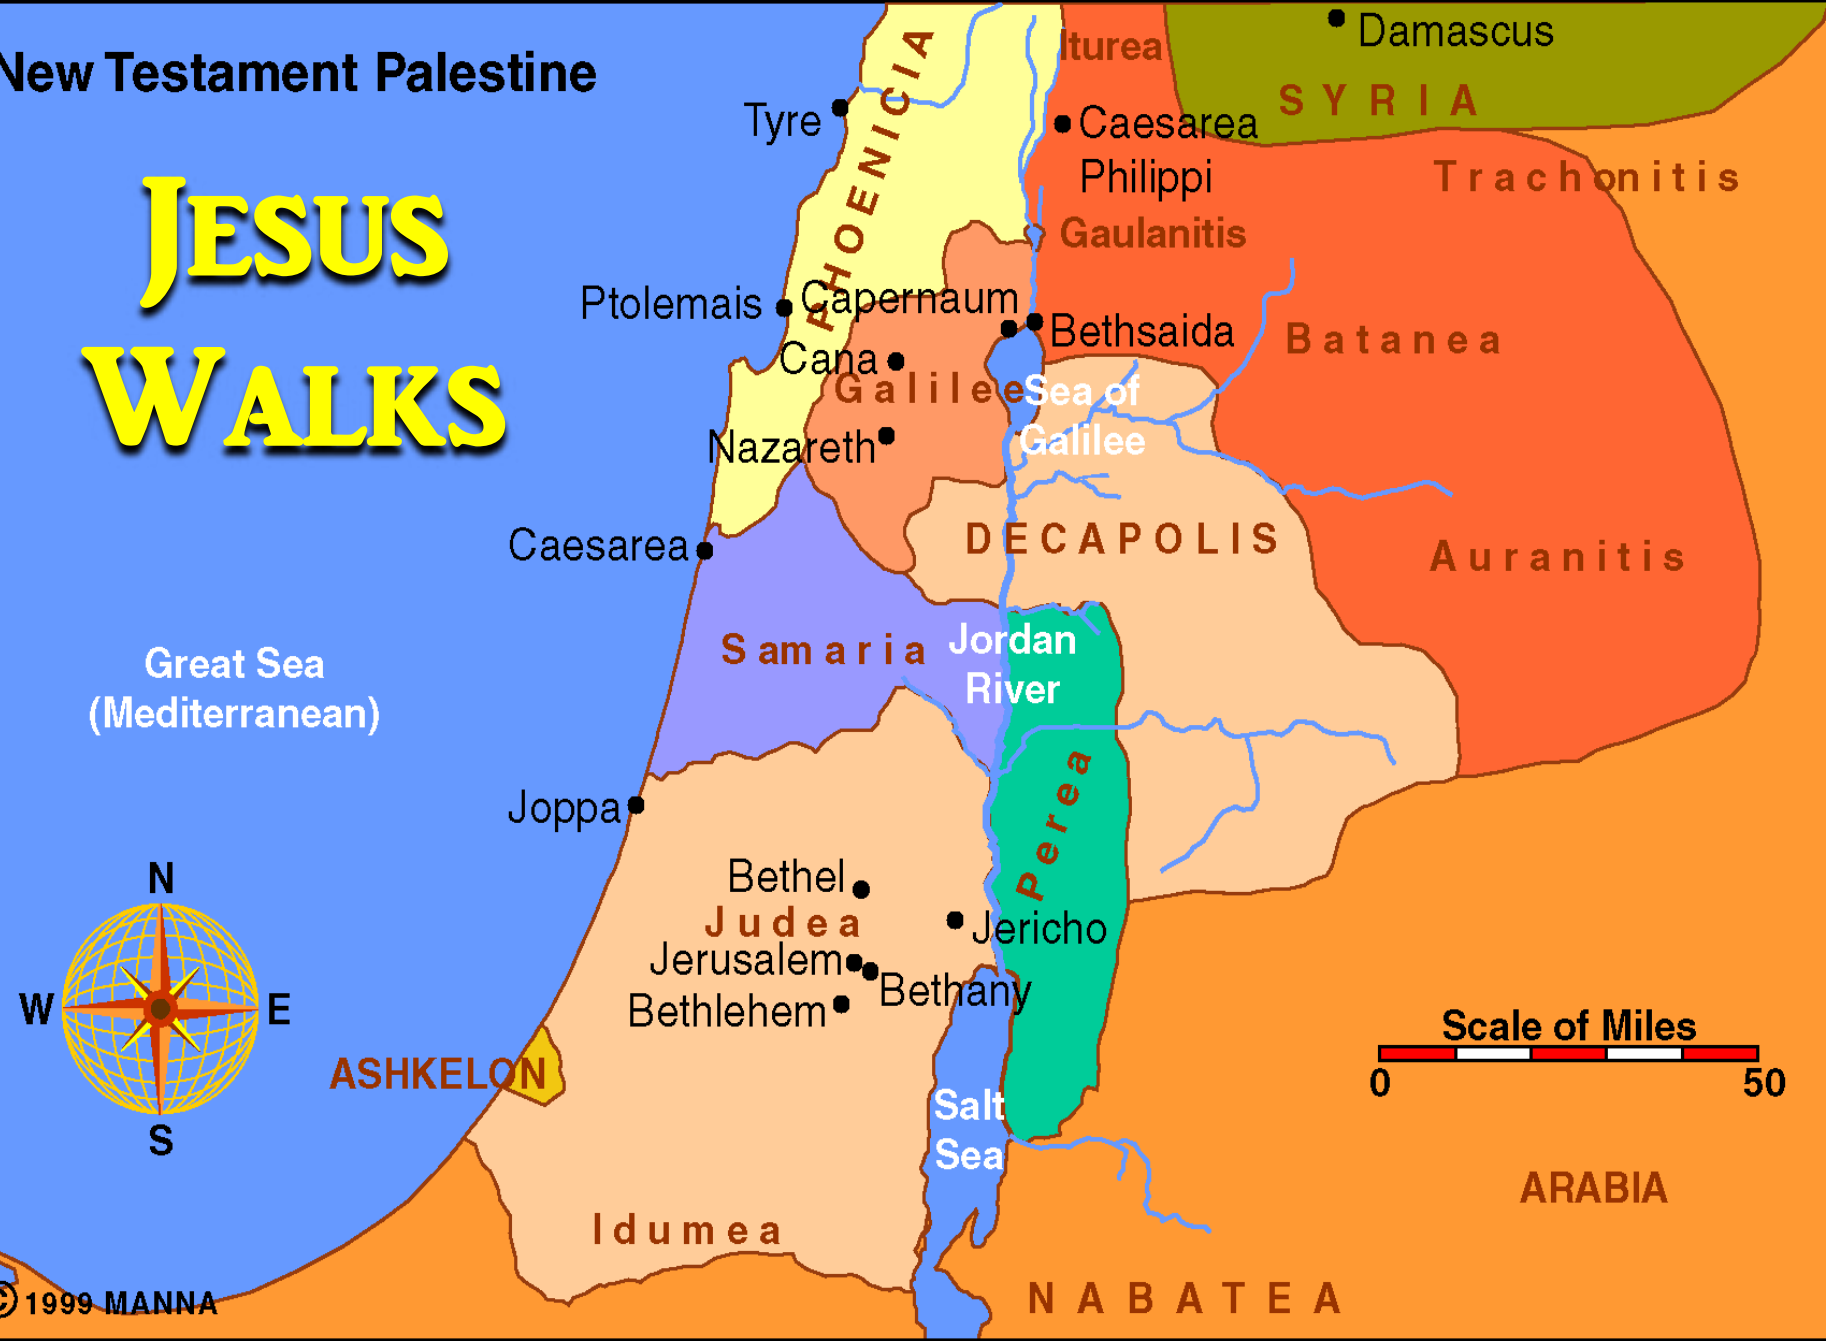 New Testament Palestine
JESUS
WALKS
Damascus
SYRIA
Iturea
PHOENICIA
Tyre
Caesarea
Philippi
Trachonitis
Gaulanitis
Ptolemais
Capernaum
Bethsaida
Batanea
Cana
Galilee
Sea of
Galilee
Nazareth
DECAPOLIS
Caesarea
Auranitis
Samaria
Jordan
River
Great Sea
(Mediterranean)
Perea
Joppa
Bethel
Judea
Jericho
Jerusalem
Bethany
Bethlehem
N
W
E
S
ASHKELON
Scale of Miles
0
50
Salt
Sea
ARABIA
Idumea
NABATEA
© 1999 MANNA